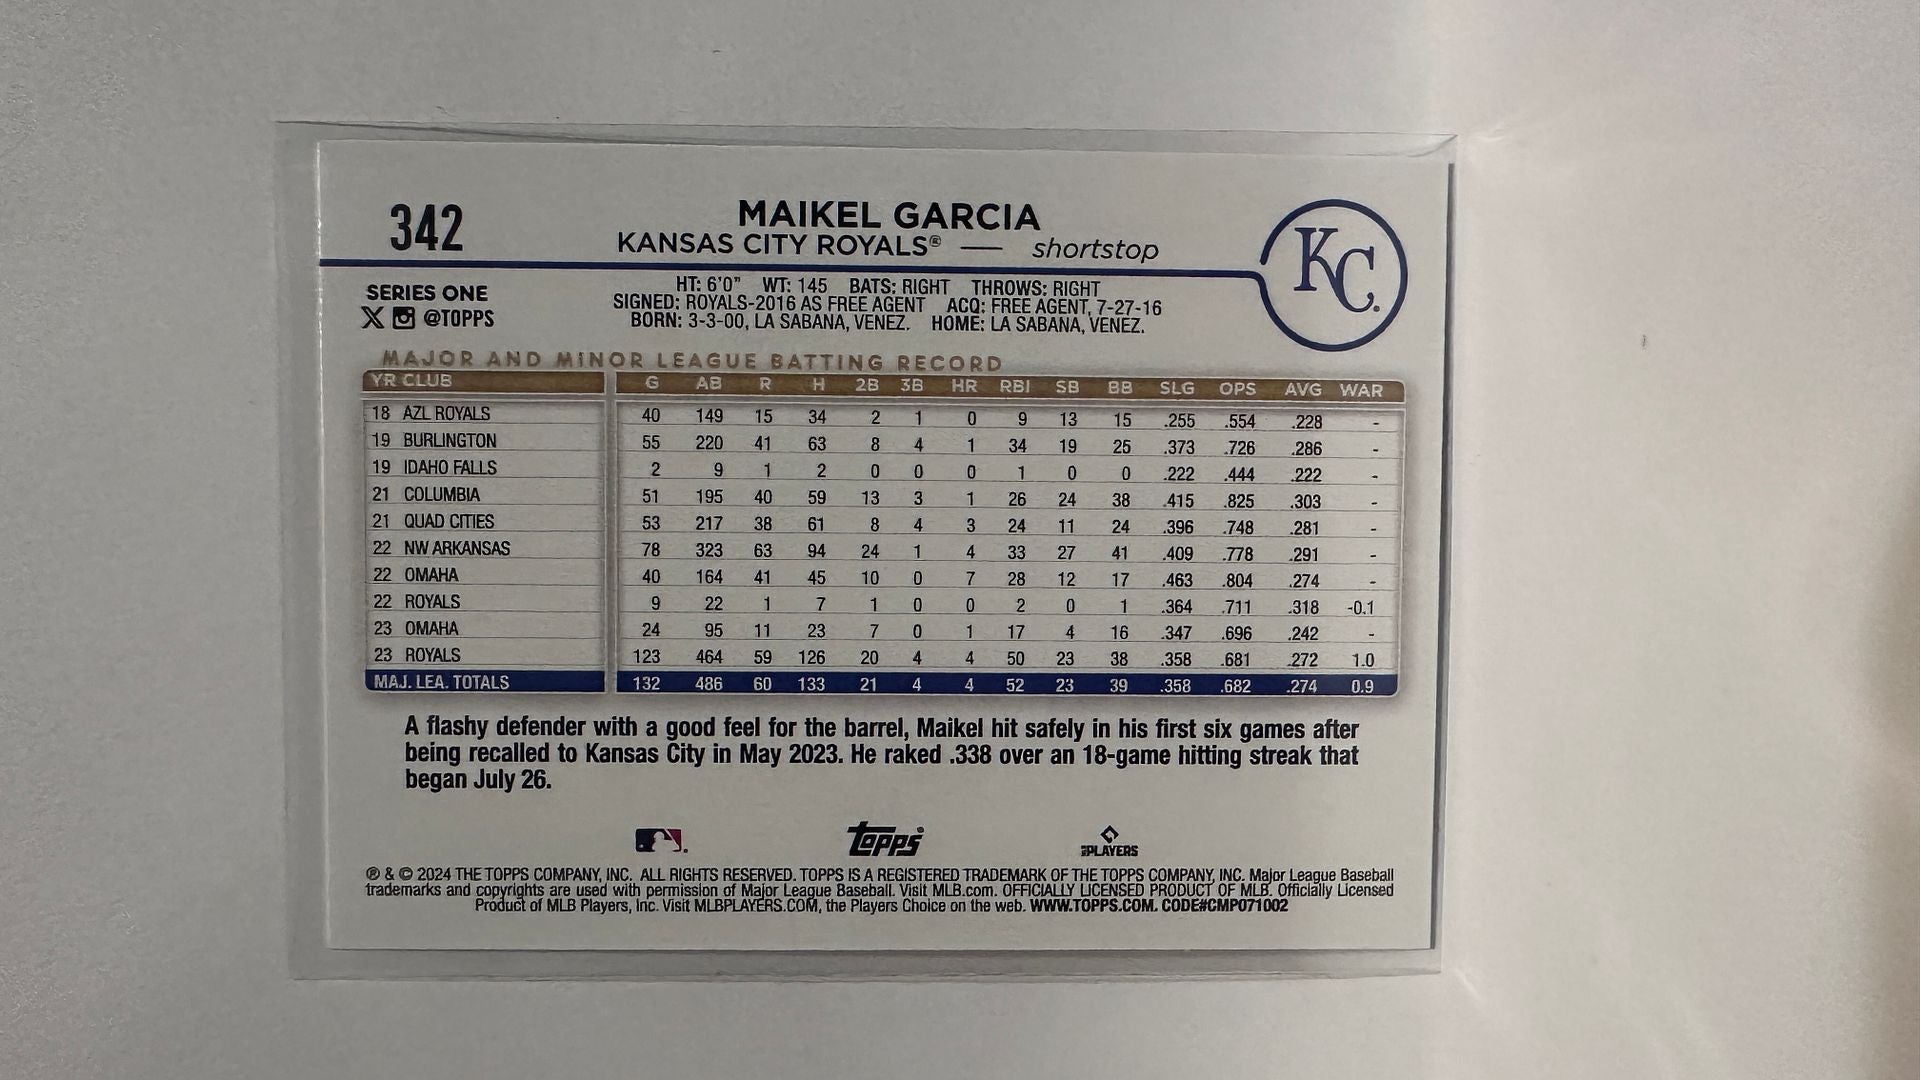 342
MAIKEL GARCIA
KANSAS CITY ROYALS® — shortstop
KC.
SERIES ONE
@TOPPS
HT: 6'0" WT: 145 BATS: RIGHT THROWS: RIGHT
SIGNED: ROYALS-2016 AS FREE AGENT ACQ: FREE AGENT, 7-27-16
BORN: 3-3-00, LA SABANA, VENEZ. HOME: LA SABANA, VENEZ.
MAJOR AND MINOR LEAGUE BATTING RECORD
YR CLUB G AB R H 2B 3B HR RBI SB BB SLG OPS AVG WAR
18 AZL ROYALS 40 149 15 34 2 1 0 9 13 15 .255 .554 .228 -
19 BURLINGTON 55 220 41 63 8 4 1 34 19 25 .373 .726 .286 -
19 IDAHO FALLS 2 9 1 2 0 0 0 1 0 0 .222 .444 .222 -
21 COLUMBIA 51 195 40 59 13 3 1 26 24 38 .415 .825 .303 -
21 QUAD CITIES 53 217 38 61 8 4 3 24 11 24 .396 .748 .281 -
22 NW ARKANSAS 78 323 63 94 24 1 4 33 27 41 .409 .778 .291 -
22 OMAHA 40 164 41 45 10 0 7 28 12 17 .463 .804 .274 -
22 ROYALS 9 22 1 7 1 0 0 2 0 1 .364 .711 .318 -0.1
23 OMAHA 24 95 11 23 7 0 1 17 4 16 .347 .696 .242 -
23 ROYALS 123 464 59 126 20 4 4 50 23 38 .358 .681 .272 1.0
MAJ. LEA. TOTALS 132 486 60 133 21 4 4 52 23 39 .358 .682 .274 0.9
A flashy defender with a good feel for the barrel, Maikel hit safely in his first six games after
being recalled to Kansas City in May 2023. He raked .338 over an 18-game hitting streak that
began July 26.
Topps
PLAYERS
® & © 2024 THE TOPPS COMPANY, INC. ALL RIGHTS RESERVED. TOPPS IS A REGISTERED TRADEMARK OF THE TOPPS COMPANY, INC. Major League Baseball
trademarks and copyrights are used with permission of Major League Baseball. Visit MLB.com. OFFICIALLY LICENSED PRODUCT OF MLB. Officially Licensed
Product of MLB Players, Inc. Visit MLBPLAYERS.COM, the Players Choice on the web. WWW.TOPPS.COM. CODE#CMP071002